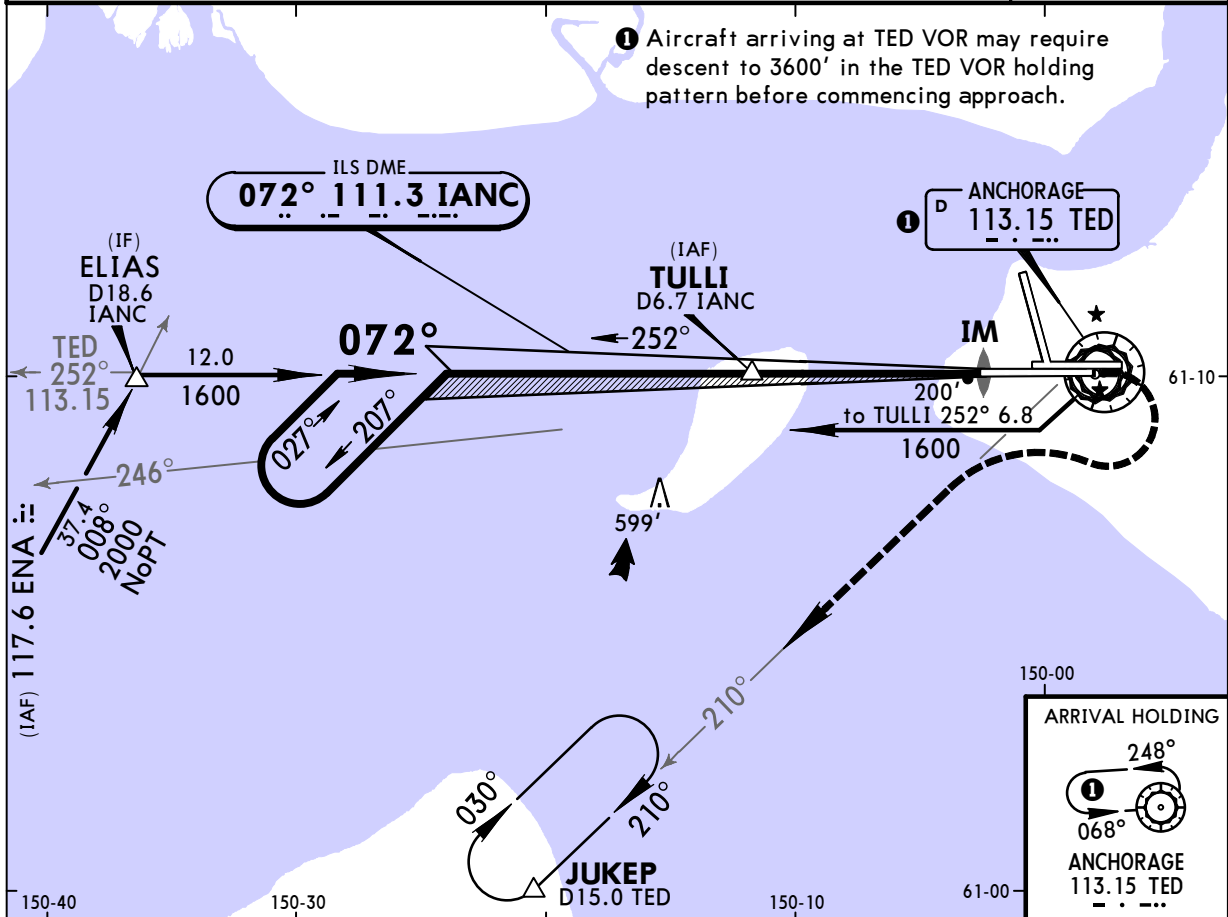 ❶ Aircraft arriving at TED VOR may require
descent to 3600' in the TED VOR holding
pattern before commencing approach.
ILS DME
072° 111.3 IANC
ANCHORAGE
D 113.15 TED
❶
(IF)
ELIAS
D18.6
IANC
(IAF)
TULLI
D6.7 IANC
TED
252°
113.15
12.0
1600
072°
252°
IM
200'
61-10
to TULLI 252° 6.8
1600
027°
207°
246°
37.4
008°
2000
NoPT
(IAF) 117.6 ENA
599'
210°
030°
210°
JUKEP
D15.0 TED
150-00
ARRIVAL HOLDING
248°
❶
068°
ANCHORAGE
113.15 TED
150-40
150-30
150-10
61-00